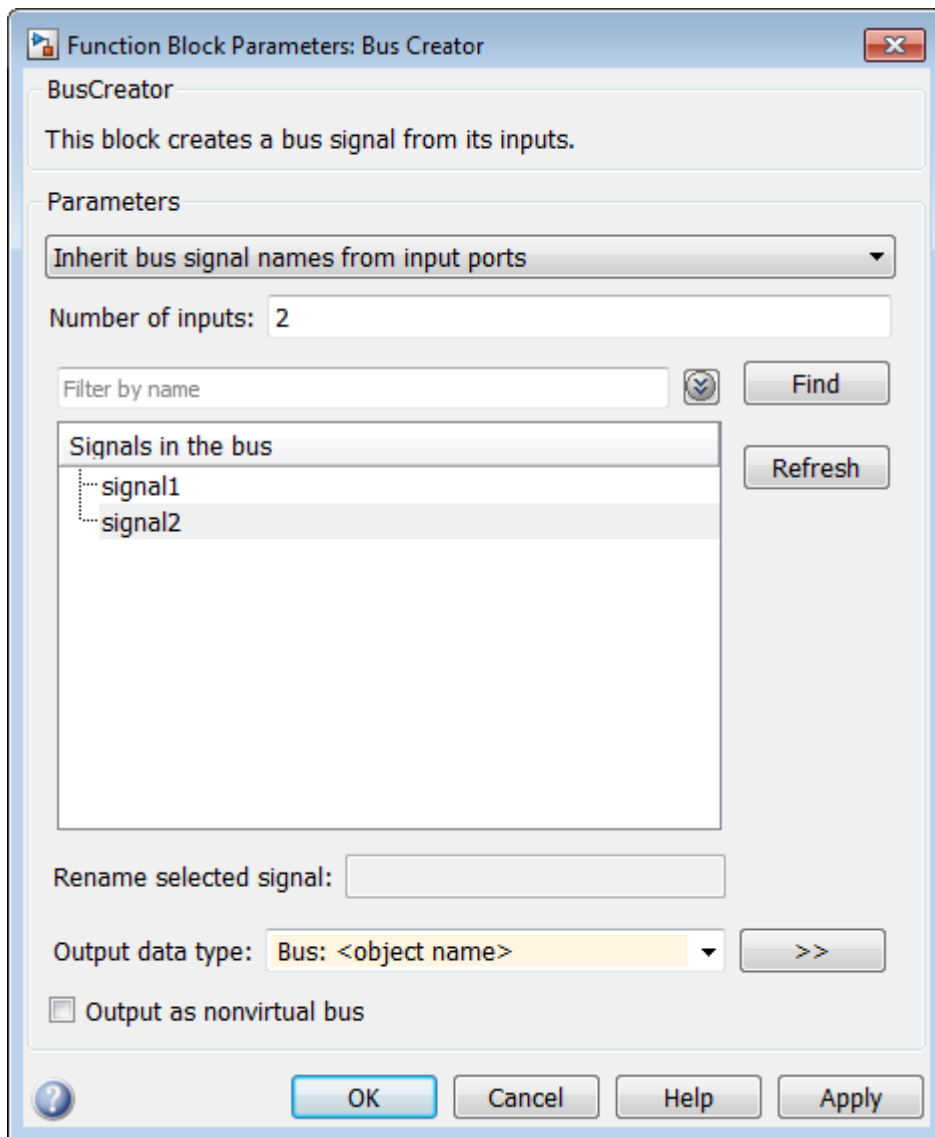 Function Block Parameters: Bus Creator
BusCreator
This block creates a bus signal from its inputs.
Parameters
Inherit bus signal names from input ports
Number of inputs: 2
Filter by name
Find
Signals in the bus
Refresh
signal1
signal2
Rename selected signal:
Output data type: Bus: <object name> >>
Output as nonvirtual bus
? OK Cancel Help Apply